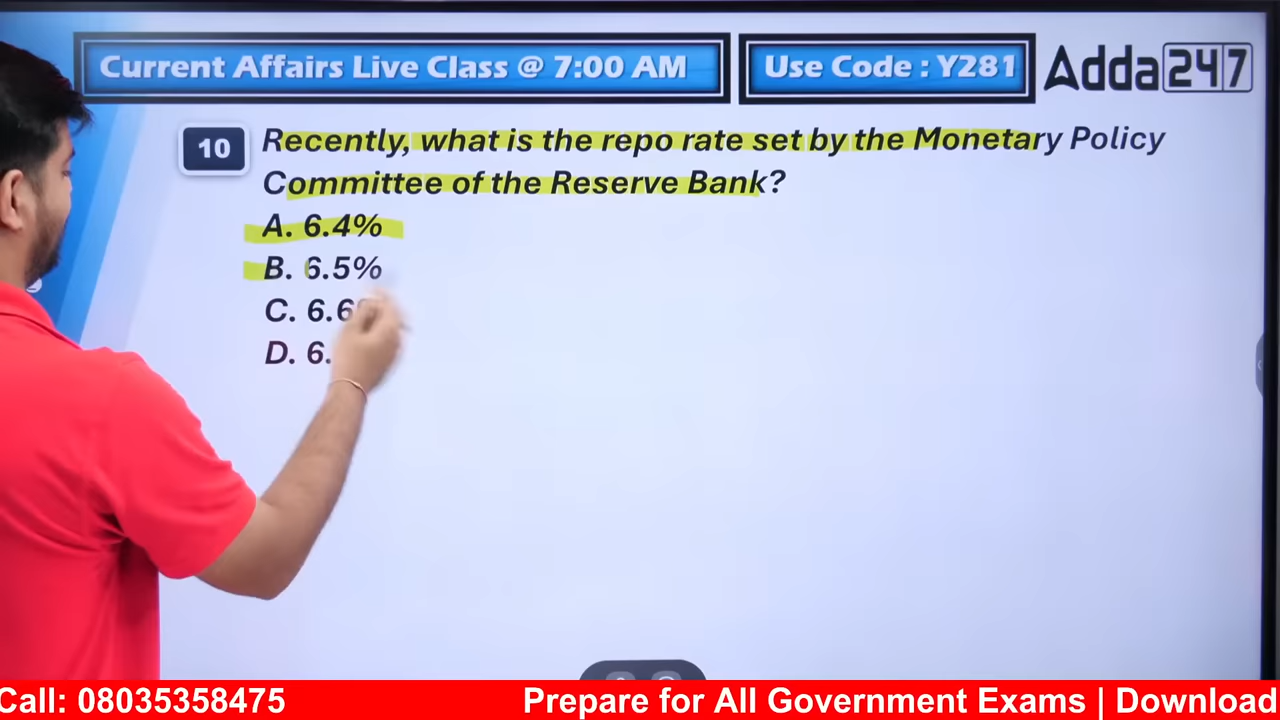 Current Affairs Live Class @ 7:00 AM
Use Code : Y281
Adda247
10
Recently, what is the repo rate set by the Monetary Policy
Committee of the Reserve Bank?
A. 6.4%
B. 6.5%
C. 6.6
D. 6.
Call: 08035358475
Prepare for All Government Exams | Download